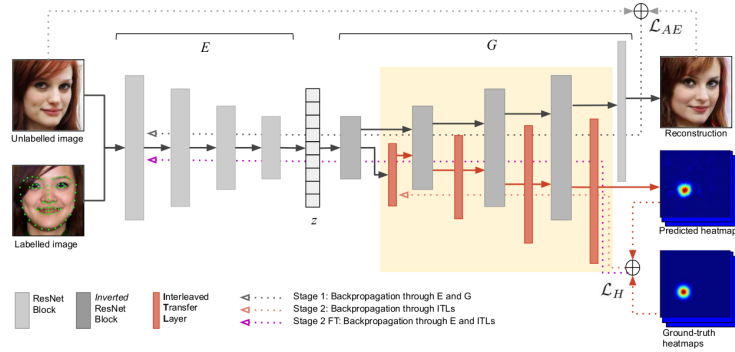 E
G
L_AE
Unlabelled image
Reconstruction
Labelled image
z
Predicted heatmap
L_H
Ground-truth
heatmaps
ResNet
Block
Inverted
ResNet
Block
Interleaved
Transfer
Layer
Stage 1: Backpropagation through E and G
Stage 2: Backpropagation through ITLs
Stage 2 FT: Backpropagation through E and ITLs